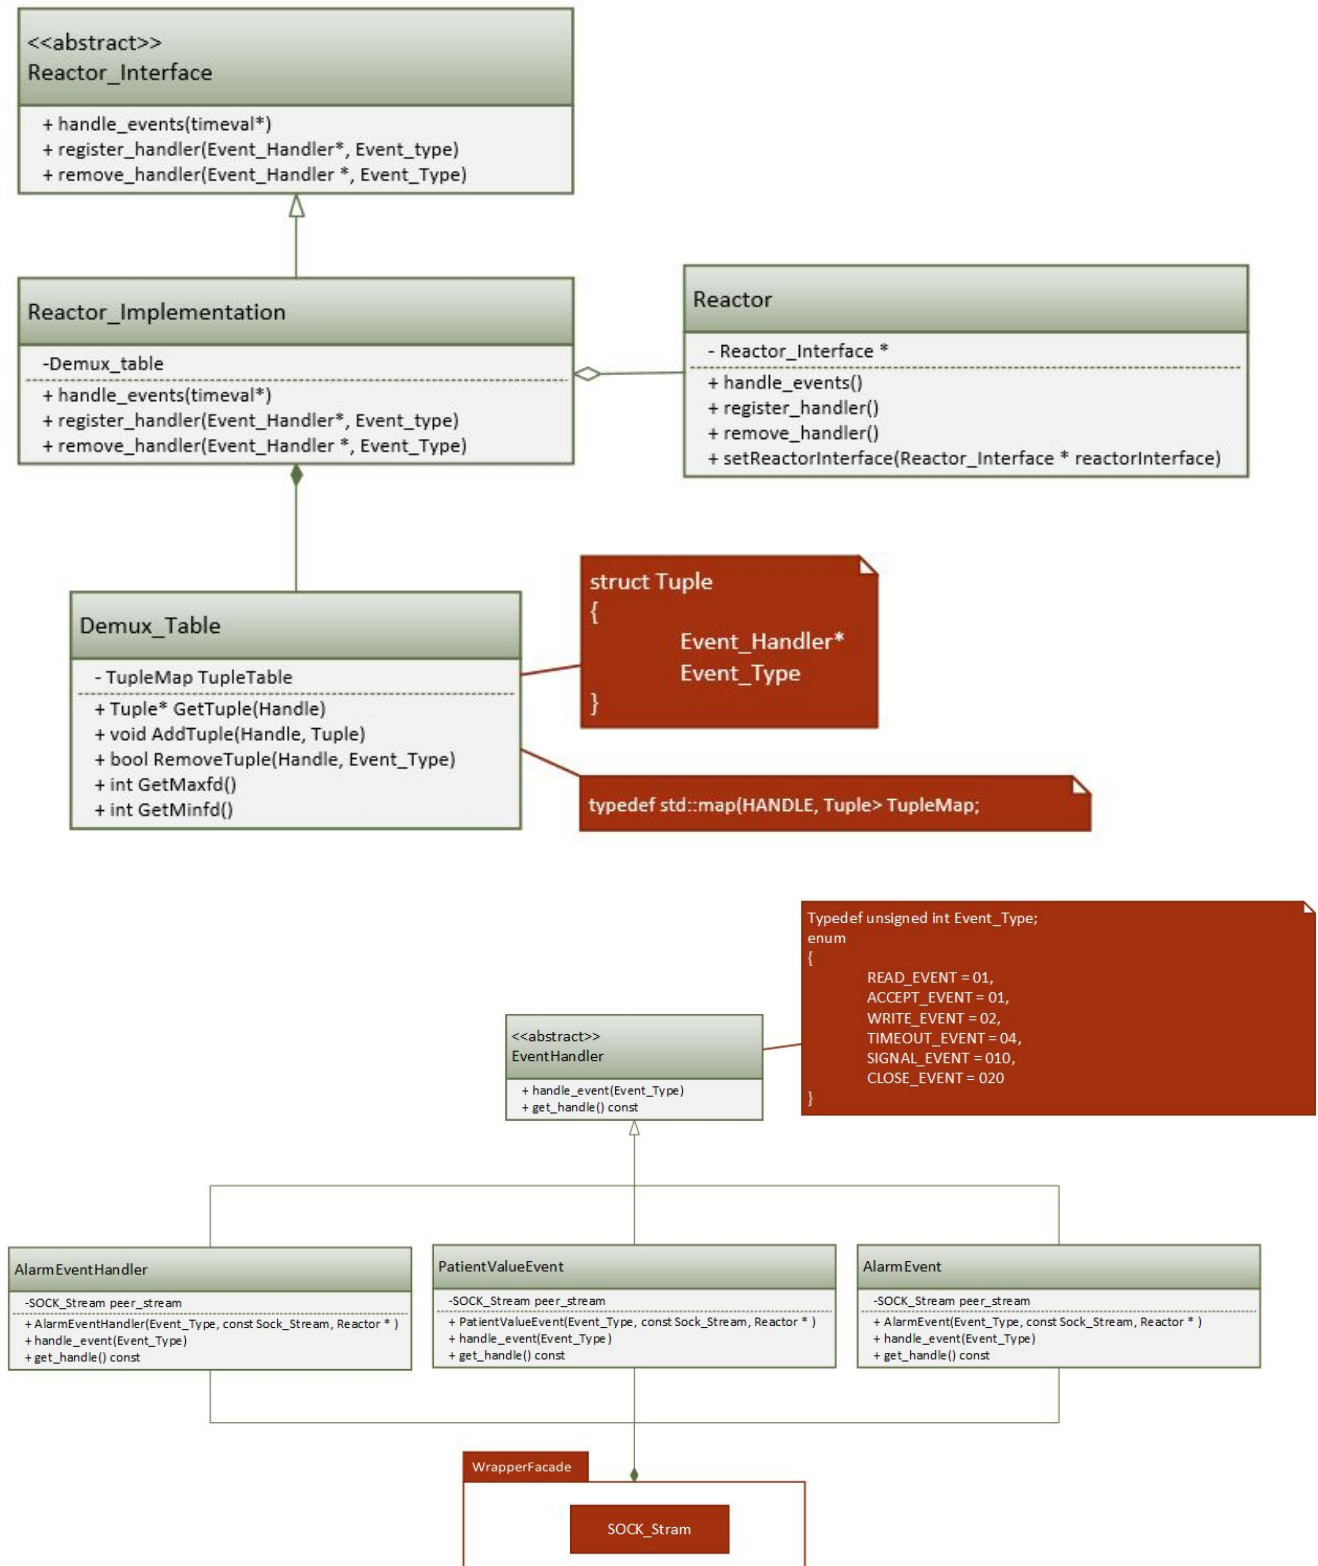 <<abstract>>
Reactor_Interface
+ handle_events(timeval*)
+ register_handler(Event_Handler*, Event_type)
+ remove_handler(Event_Handler *, Event_Type)
Reactor_Implementation
-Demux_table
+ handle_events(timeval*)
+ register_handler(Event_Handler*, Event_type)
+ remove_handler(Event_Handler *, Event_Type)
Reactor
- Reactor_Interface *
+ handle_events()
+ register_handler()
+ remove_handler()
+ setReactorInterface(Reactor_Interface * reactorInterface)
Demux_Table
- TupleMap TupleTable
+ Tuple* GetTuple(Handle)
+ void AddTuple(Handle, Tuple)
+ bool RemoveTuple(Handle, Event_Type)
+ int GetMaxfd()
+ int GetMinfd()
struct Tuple
{
Event_Handler*
Event_Type
}
typedef std::map(HANDLE, Tuple> TupleMap;
Typedef unsigned int Event_Type;
enum
{
READ_EVENT = 01,
ACCEPT_EVENT = 01,
WRITE_EVENT = 02,
TIMEOUT_EVENT = 04,
SIGNAL_EVENT = 010,
CLOSE_EVENT = 020
}
<<abstract>>
EventHandler
+ handle_event(Event_Type)
+ get_handle() const
AlarmEventHandler
-SOCK_Stream peer_stream
+ AlarmEventHandler(Event_Type, const Sock_Stream, Reactor * )
+ handle_event(Event_Type)
+ get_handle() const
PatientValueEvent
-SOCK_Stream peer_stream
+ PatientValueEvent(Event_Type, const Sock_Stream, Reactor * )
+ handle_event(Event_Type)
+ get_handle() const
AlarmEvent
-SOCK_Stream peer_stream
+ AlarmEvent(Event_Type, const Sock_Stream, Reactor * )
+ handle_event(Event_Type)
+ get_handle() const
WrapperFacade
SOCK_Stram